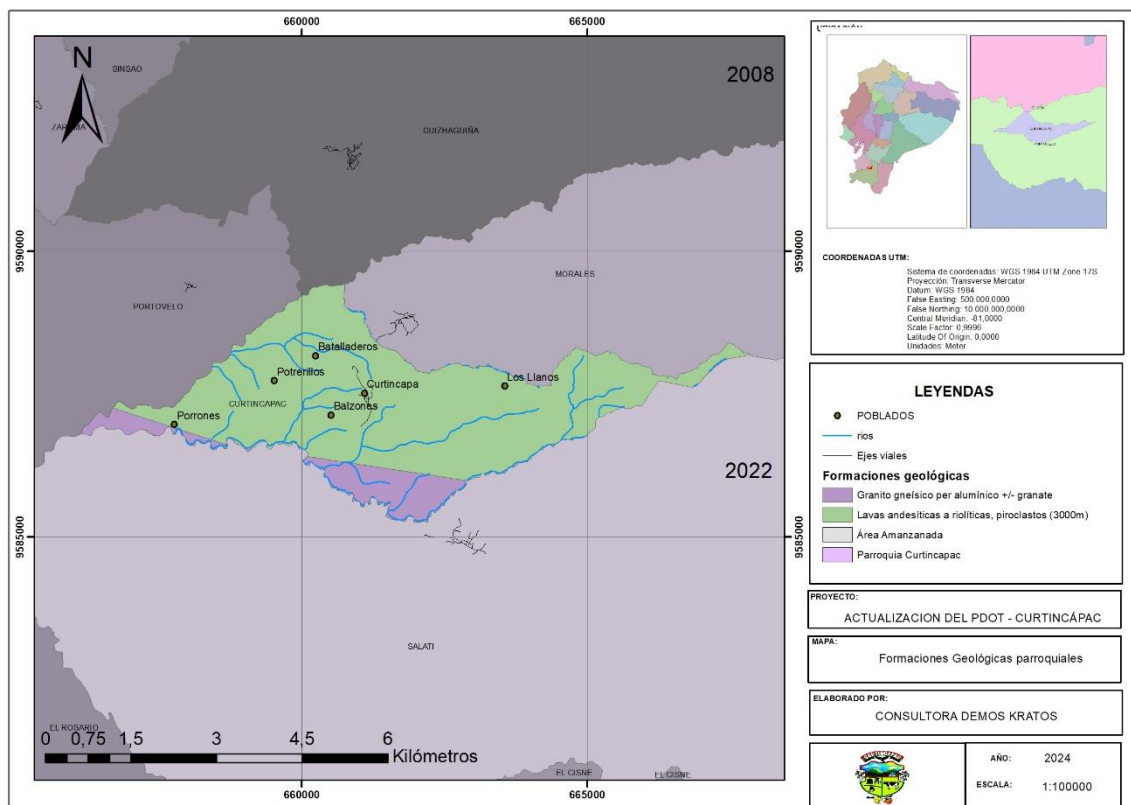 660000
665000
N
2008
SINSAO
GUIZHAGUIÑA
9590000
9590000
MORALES
PORTOVELO
Batalladeros
Potrerillos
Los Llanos
Curtincapa
CURTINCAPAC
Balzones
Porrones
2022
9585000
9585000
SALATI
EL ROSARIO
0 0,75 1,5 3 4,5 6
Kilómetros
EL CISNE
EL CISNE
660000
665000
COORDENADAS UTM:
Sistema de coordenadas: WGS 1984 UTM Zone 17S
Proyección: Transverse Mercator
Datum: WGS 1984
False Easting: 500.000,0000
False Northing: 10.000.000,0000
Central Meridian: -81,0000
Scale Factor: 0,9996
Latitude Of Origin: 0,0000
Unidades: Meter
LEYENDAS
POBLADOS
rios
Ejes viales
Formaciones geológicas
Granito gneísico per alumínico +/- granate
Lavas andesíticas a riolíticas, piroclastos (3000m)
Área Amanzanada
Parroquia Curtincapac
PROYECTO:
ACTUALIZACION DEL PDOT - CURTINCÁPAC
MAPA:
Formaciones Geológicas parroquiales
ELABORADO POR:
CONSULTORA DEMOS KRATOS
AÑO: 2024
ESCALA: 1:100000